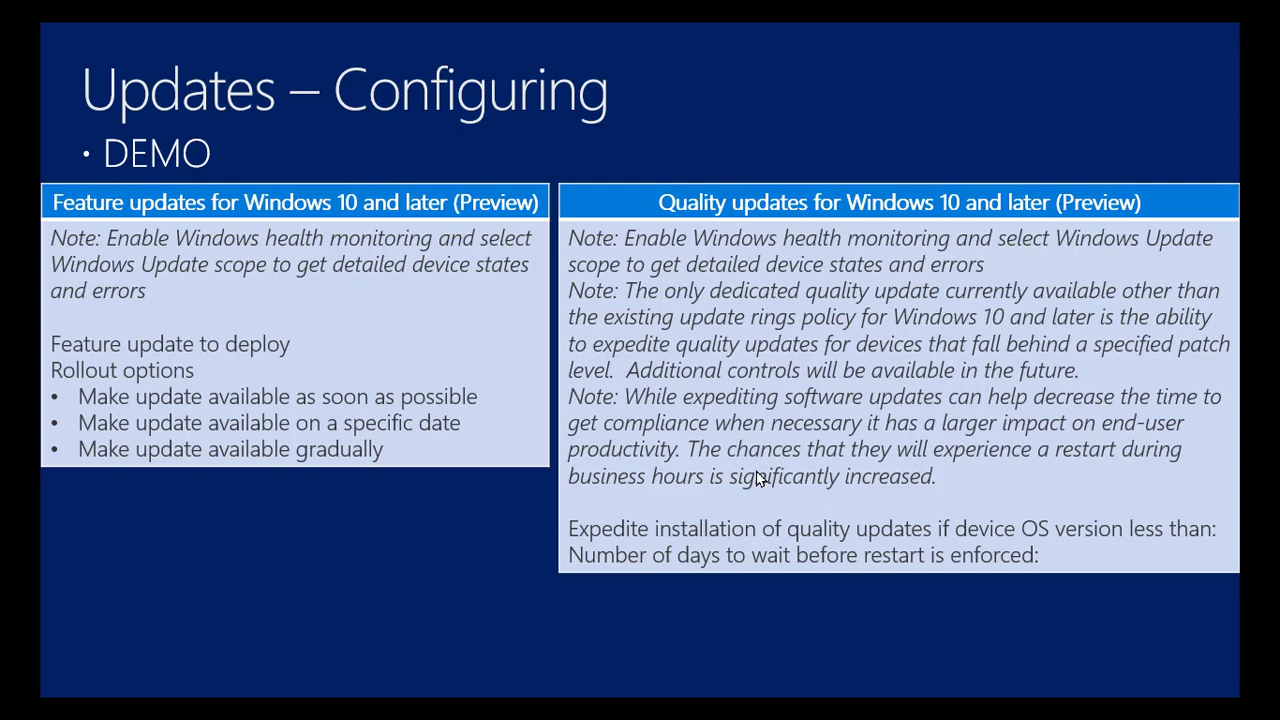 Updates – Configuring
• DEMO
Feature updates for Windows 10 and later (Preview)
Note: Enable Windows health monitoring and select
Windows Update scope to get detailed device states
and errors
Feature update to deploy
Rollout options
• Make update available as soon as possible
• Make update available on a specific date
• Make update available gradually
Quality updates for Windows 10 and later (Preview)
Note: Enable Windows health monitoring and select Windows Update
scope to get detailed device states and errors
Note: The only dedicated quality update currently available other than
the existing update rings policy for Windows 10 and later is the ability
to expedite quality updates for devices that fall behind a specified patch
level.  Additional controls will be available in the future.
Note: While expediting software updates can help decrease the time to
get compliance when necessary it has a larger impact on end-user
productivity. The chances that they will experience a restart during
business hours is significantly increased.
Expedite installation of quality updates if device OS version less than:
Number of days to wait before restart is enforced: